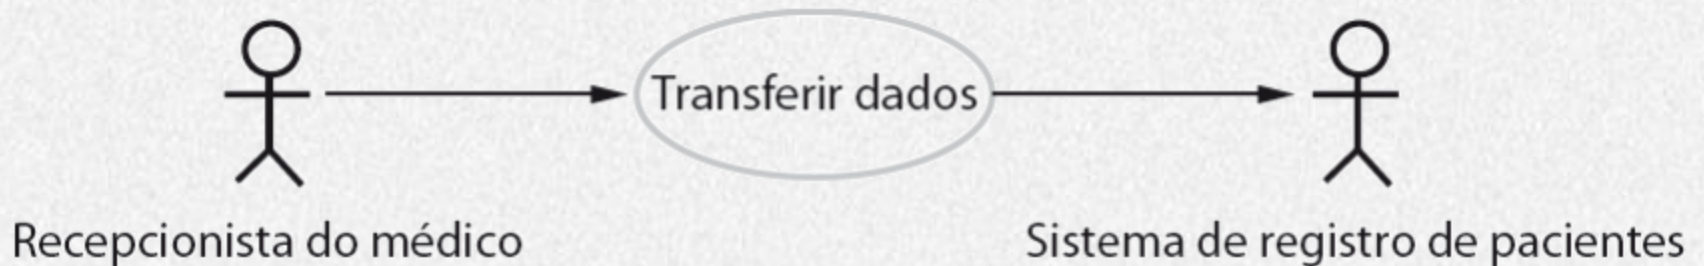 Transferir dados
Recepcionista do médico
Sistema de registro de pacientes